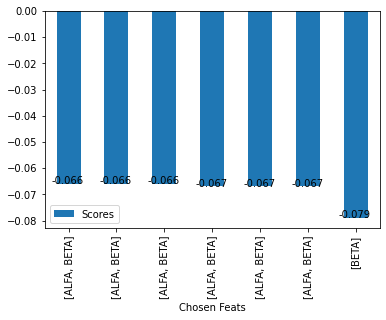 0.00
−0.01
−0.02
−0.03
−0.04
−0.05
−0.06
−0.07
−0.08
-0.066
-0.066
-0.066
-0.067
-0.067
-0.067
-0.079
Scores
[ALFA, BETA]
[ALFA, BETA]
[ALFA, BETA]
[ALFA, BETA]
[ALFA, BETA]
[ALFA, BETA]
[BETA]
Chosen Feats